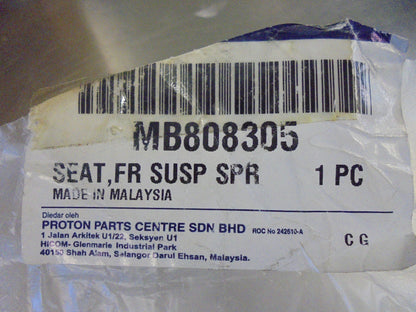 MB808305
SEAT,FR SUSP SPR 1 PC
MADE IN MALAYSIA
Diedar oleh
PROTON PARTS CENTRE SDN BHD ROC No 242610-A
1 Jalan Arkitek U1/22, Seksyen U1
HICOM- Glenmarie Industrial Park
40150 Shah Alam, Selangor Darul Ehsan, Malaysia.
C G